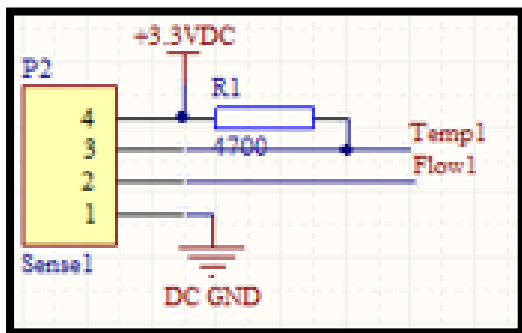 +3.3VDC
P2
R1
4
4700
Temp1
3
Flow1
2
1
Sense1
DC GND